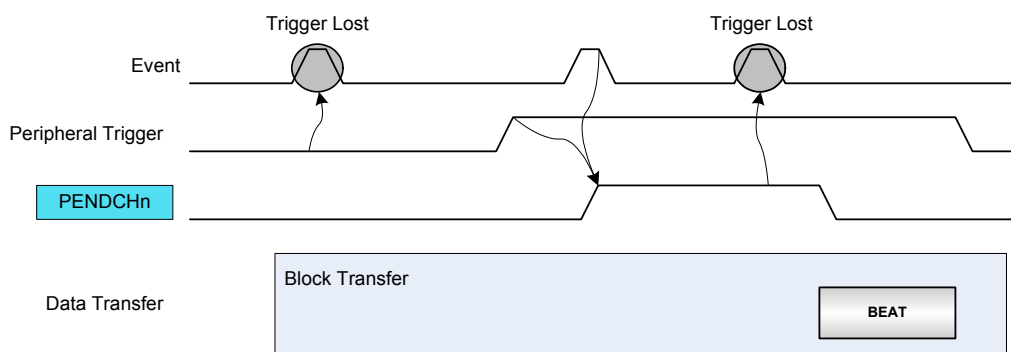 Trigger Lost
Trigger Lost
Event
Peripheral Trigger
PENDCHn
Block Transfer
Data Transfer
BEAT